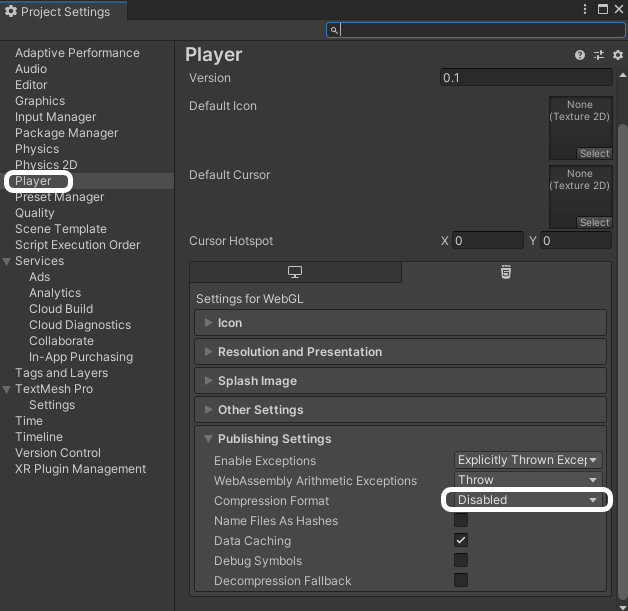 Project Settings
Adaptive Performance
Audio
Editor
Graphics
Input Manager
Package Manager
Physics
Physics 2D
Player
Preset Manager
Quality
Scene Template
Script Execution Order
Services
Ads
Analytics
Cloud Build
Cloud Diagnostics
Collaborate
In-App Purchasing
Tags and Layers
TextMesh Pro
Settings
Time
Timeline
Version Control
XR Plugin Management
Player
Version 0.1
Default Icon
None
(Texture 2D)
Select
Default Cursor
None
(Texture 2D)
Select
Cursor Hotspot X 0 Y 0
Settings for WebGL
Icon
Resolution and Presentation
Splash Image
Other Settings
Publishing Settings
Enable Exceptions Explicitly Thrown Excep
WebAssembly Arithmetic Exceptions Throw
Compression Format Disabled
Name Files As Hashes
Data Caching
Debug Symbols
Decompression Fallback